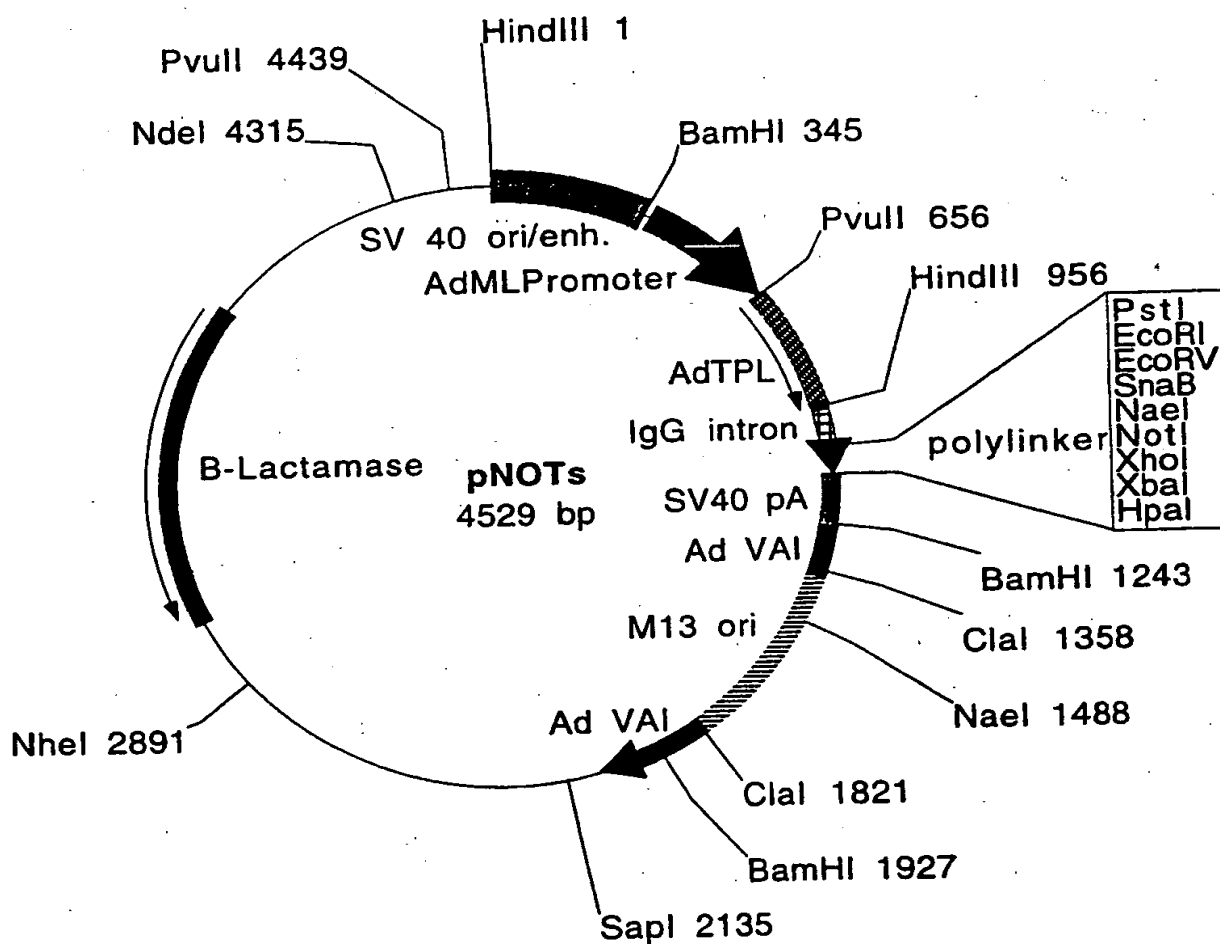 HindIII 1
PvuII 4439
NdeI 4315
BamHI 345
PvuII 656
SV 40 ori/enh.
AdMLPromoter
HindIII 956
PstI
EcoRI
EcoRV
SnaB
NaeI
NotI
XhoI
XbaI
HpaI
polylinker
AdTPL
IgG intron
B-Lactamase
pNOTs
4529 bp
SV40 pA
Ad VAI
BamHI 1243
ClaI 1358
M13 ori
NaeI 1488
Ad VAI
NheI 2891
ClaI 1821
BamHI 1927
SapI 2135